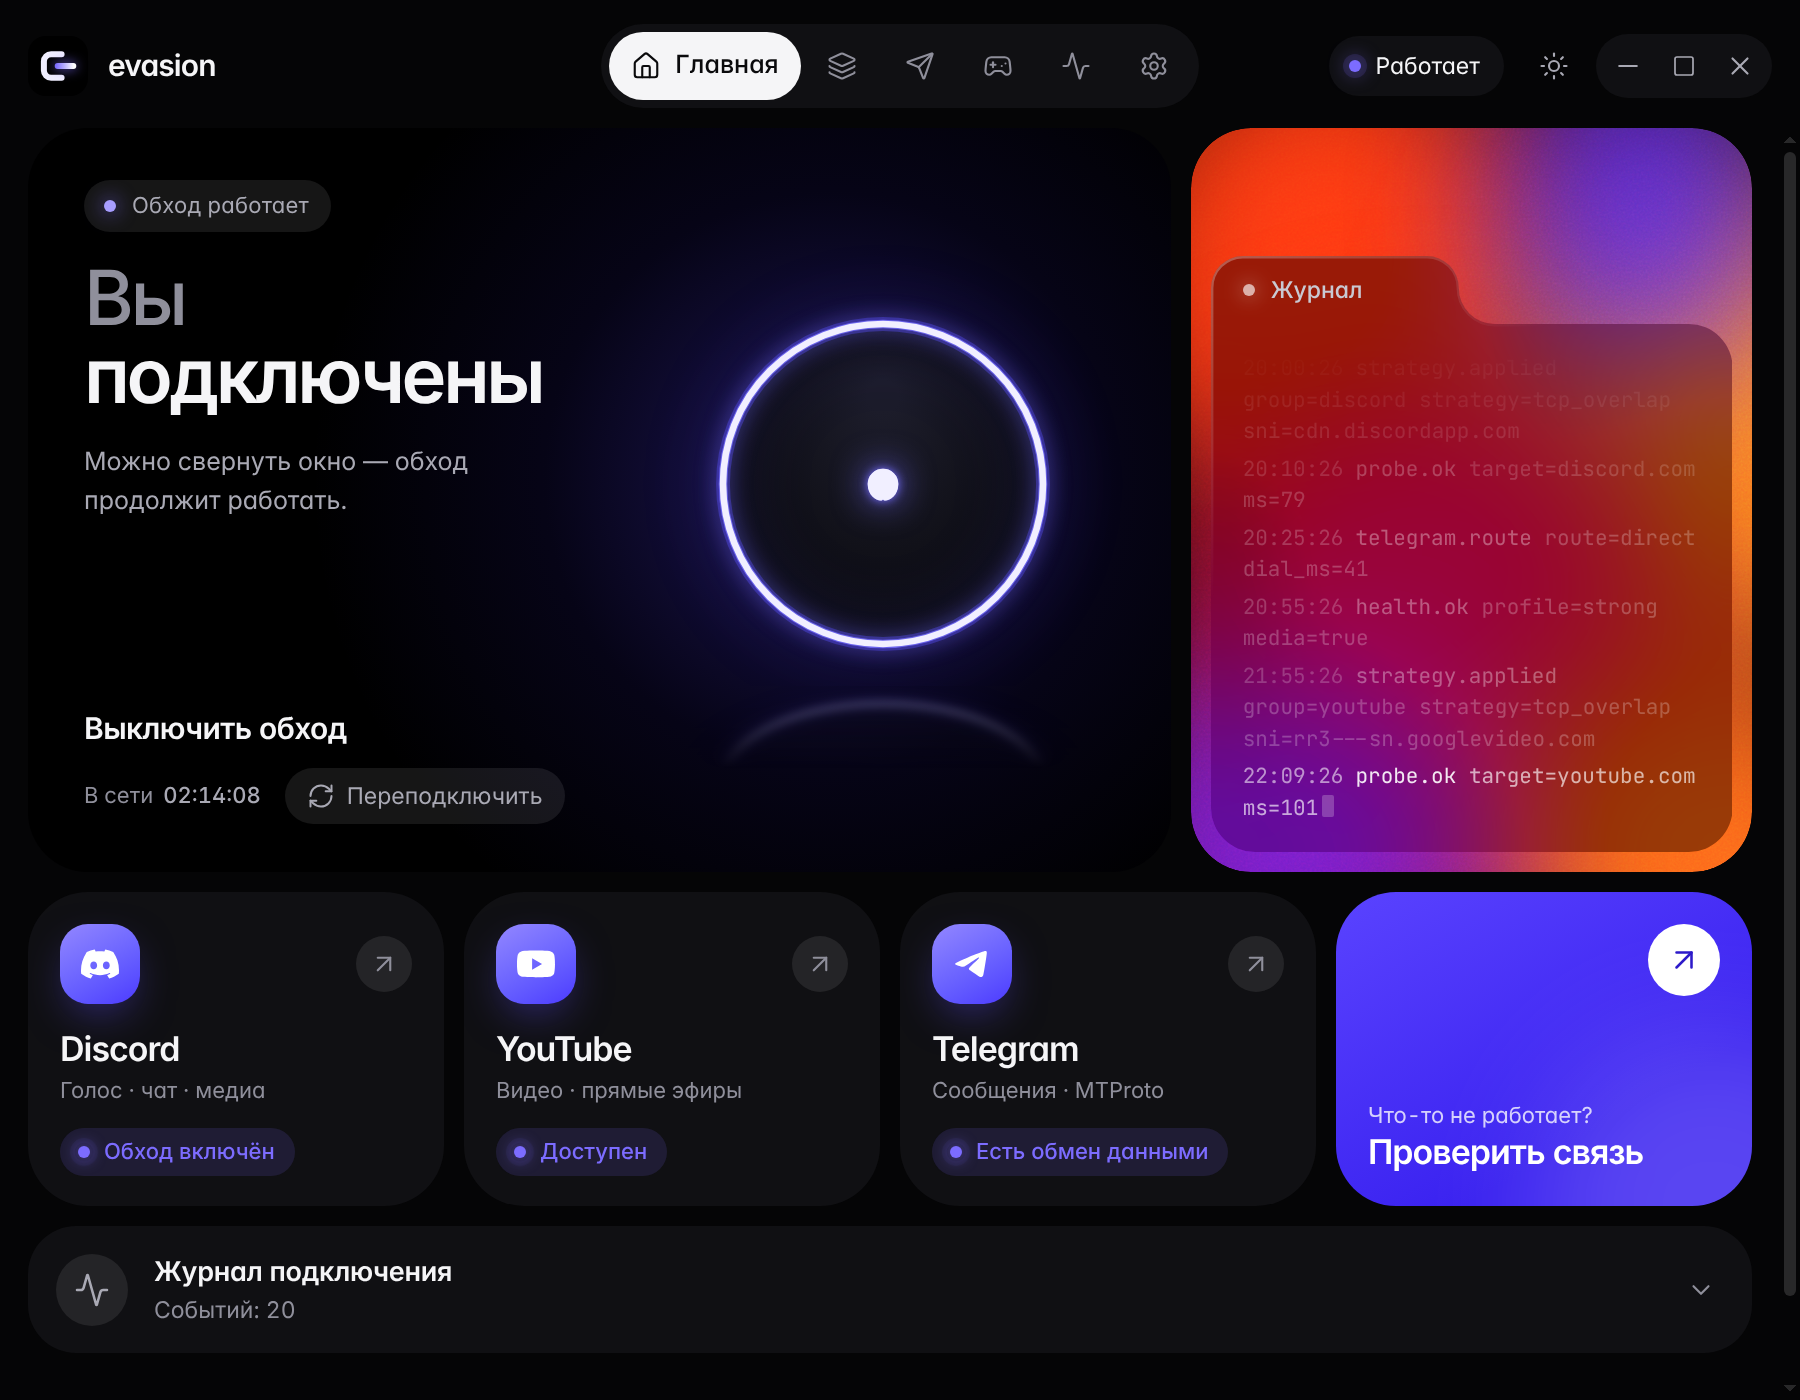 evasion
Главная
Работает
Обход работает
Вы
подключены
Можно свернуть окно — обход
продолжит работать.
Выключить обход
В сети 02:14:08
Переподключить
Журнал
20:00:26 strategy.applied
group=discord strategy=tcp_overlap
sni=cdn.discordapp.com
20:10:26 probe.ok target=discord.com
ms=79
20:25:26 telegram.route route=direct
dial_ms=41
20:55:26 health.ok profile=strong
media=true
21:55:26 strategy.applied
group=youtube strategy=tcp_overlap
sni=rr3---sn.googlevideo.com
22:09:26 probe.ok target=youtube.com
ms=101
Discord
Голос · чат · медиа
Обход включён
YouTube
Видео · прямые эфиры
Доступен
Telegram
Сообщения · MTProto
Есть обмен данными
Что-то не работает?
Проверить связь
Журнал подключения
Событий: 20